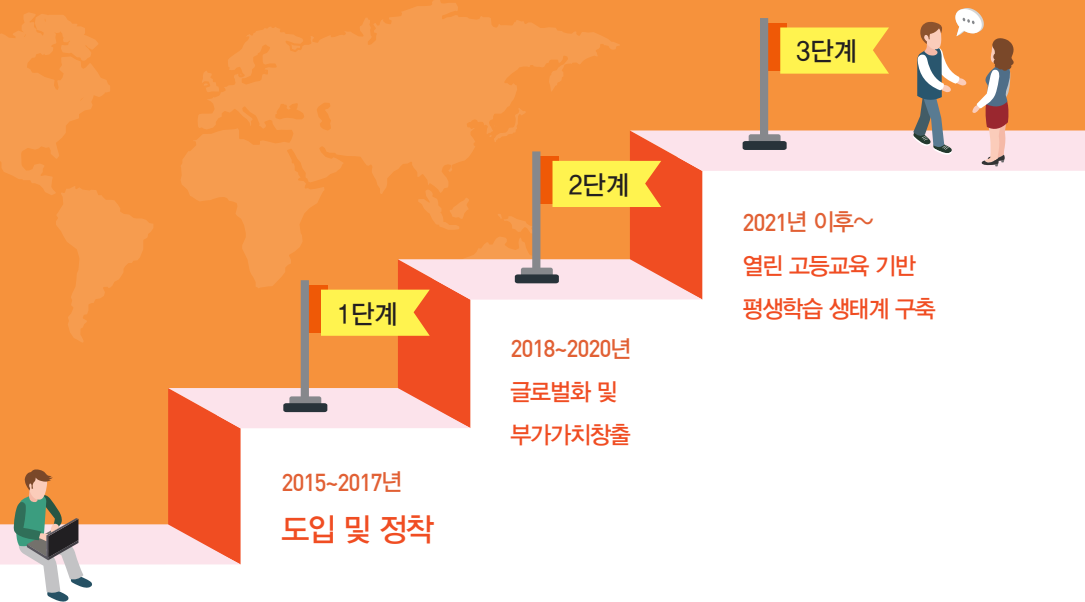 1단계
2015~2017년
도입 및 정착
2단계
2018~2020년
글로벌화 및
부가가치창출
3단계
2021년 이후~
열린 고등교육 기반
평생학습 생태계 구축